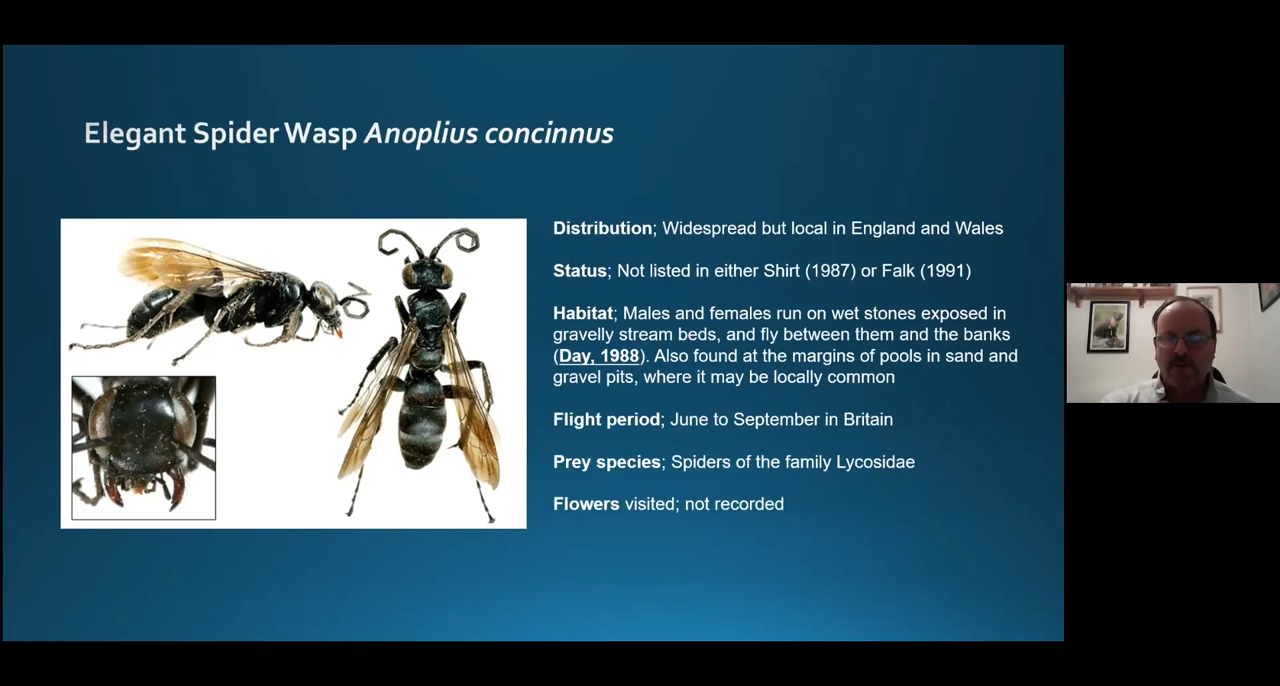 Elegant Spider Wasp Anoplius concinnus
Distribution; Widespread but local in England and Wales
Status; Not listed in either Shirt (1987) or Falk (1991)
Habitat; Males and females run on wet stones exposed in
gravelly stream beds, and fly between them and the banks
(Day, 1988). Also found at the margins of pools in sand and
gravel pits, where it may be locally common
Flight period; June to September in Britain
Prey species; Spiders of the family Lycosidae
Flowers visited; not recorded